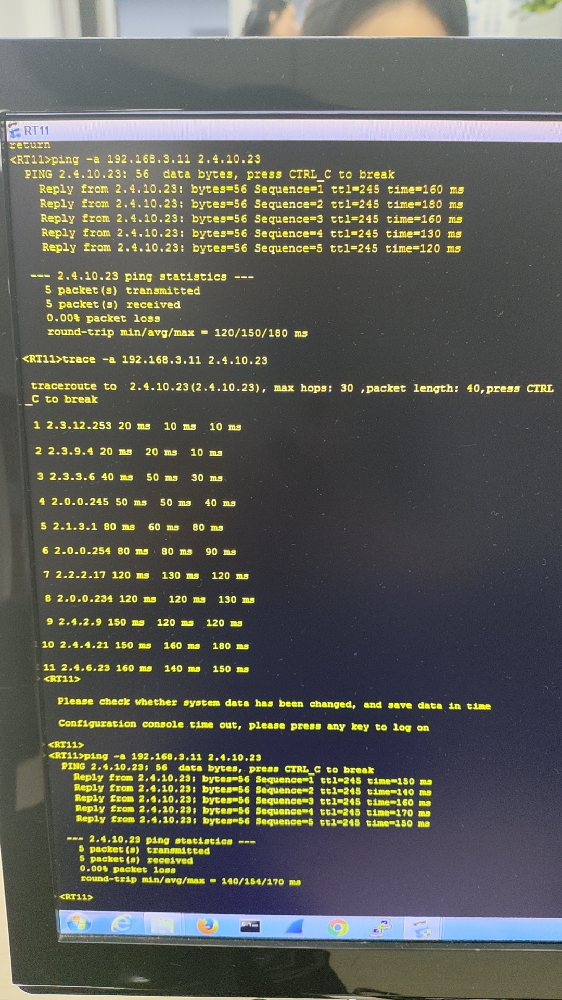 RT11
return
<RT11>ping -a 192.168.3.11 2.4.10.23
PING 2.4.10.23: 56  data bytes, press CTRL_C to break
Reply from 2.4.10.23: bytes=56 Sequence=1 ttl=245 time=160 ms
Reply from 2.4.10.23: bytes=56 Sequence=2 ttl=245 time=180 ms
Reply from 2.4.10.23: bytes=56 Sequence=3 ttl=245 time=160 ms
Reply from 2.4.10.23: bytes=56 Sequence=4 ttl=245 time=130 ms
Reply from 2.4.10.23: bytes=56 Sequence=5 ttl=245 time=120 ms
--- 2.4.10.23 ping statistics ---
5 packet(s) transmitted
5 packet(s) received
0.00% packet loss
round-trip min/avg/max = 120/150/180 ms
<RT11>trace -a 192.168.3.11 2.4.10.23
traceroute to  2.4.10.23(2.4.10.23), max hops: 30 ,packet length: 40,press CTRL
_C to break
1 2.3.12.253 20 ms  10 ms  10 ms
2 2.3.9.4 20 ms  20 ms  10 ms
3 2.3.3.6 40 ms  50 ms  30 ms
4 2.0.0.245 50 ms  50 ms  40 ms
5 2.1.3.1 80 ms  60 ms  80 ms
6 2.0.0.254 80 ms  80 ms  90 ms
7 2.2.2.17 120 ms  130 ms  120 ms
8 2.0.0.234 120 ms  120 ms  130 ms
9 2.4.2.9 150 ms  120 ms  120 ms
10 2.4.4.21 150 ms  160 ms  180 ms
11 2.4.6.23 160 ms  140 ms  150 ms
<RT11>
Please check whether system data has been changed, and save data in time
Configuration console time out, please press any key to log on
<RT11>
<RT11>ping -a 192.168.3.11 2.4.10.23
PING 2.4.10.23: 56  data bytes, press CTRL_C to break
Reply from 2.4.10.23: bytes=56 Sequence=1 ttl=245 time=150 ms
Reply from 2.4.10.23: bytes=56 Sequence=2 ttl=245 time=140 ms
Reply from 2.4.10.23: bytes=56 Sequence=3 ttl=245 time=160 ms
Reply from 2.4.10.23: bytes=56 Sequence=4 ttl=245 time=170 ms
Reply from 2.4.10.23: bytes=56 Sequence=5 ttl=245 time=150 ms
--- 2.4.10.23 ping statistics ---
5 packet(s) transmitted
5 packet(s) received
0.00% packet loss
round-trip min/avg/max = 140/154/170 ms
<RT11>